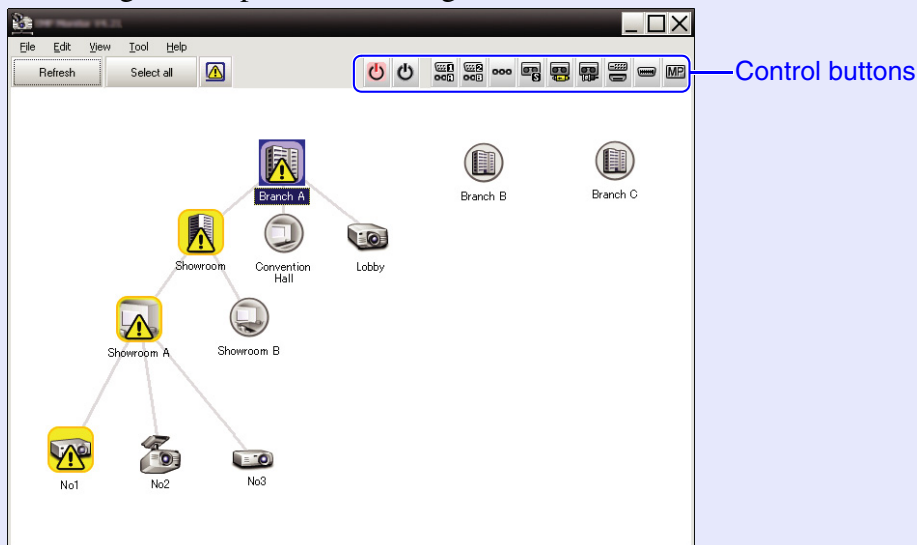 File Edit View Tool Help
Refresh Select all
MP
Control buttons
Branch A
Branch B
Branch C
Showroom
Convention
Hall
Lobby
Showroom A
Showroom B
No1
No2
No3